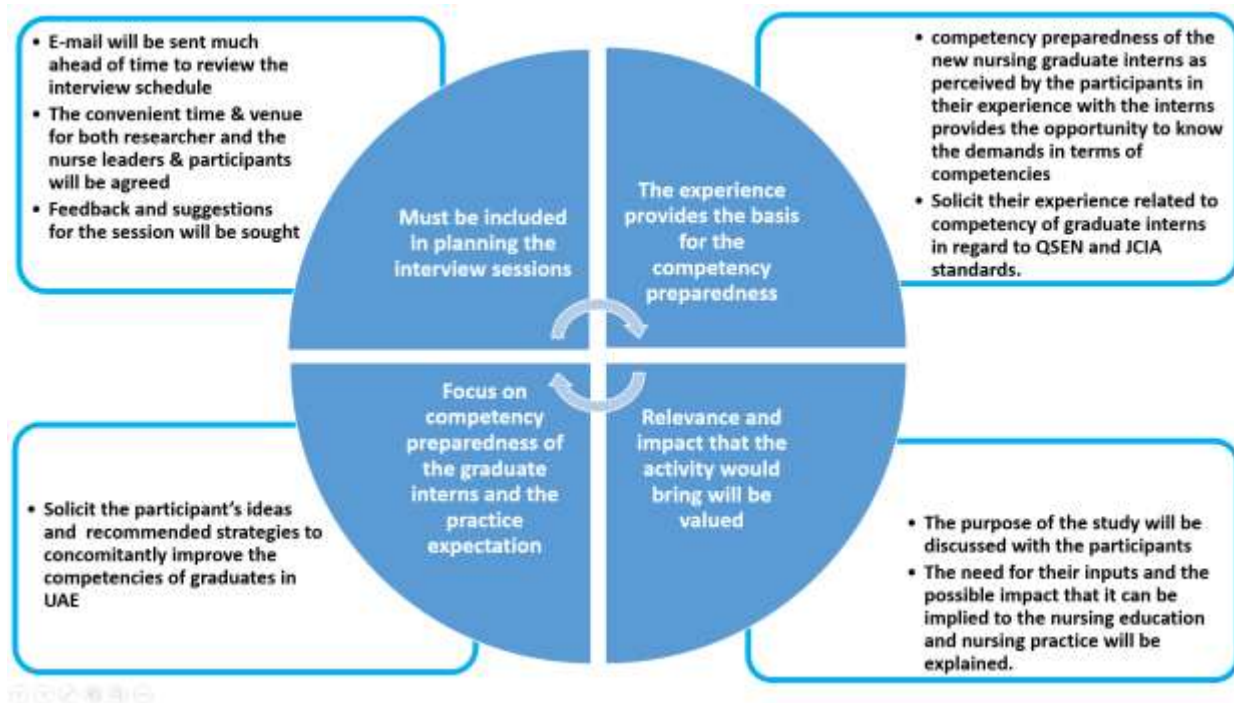 • E-mail will be sent much
ahead of time to review the
interview schedule
• The convenient time & venue
for both researcher and the
nurse leaders & participants
will be agreed
• Feedback and suggestions
for the session will be sought
Must be included
in planning the
interview sessions
The experience
provides the basis
for the
competency
preparedness
• competency preparedness of the
new nursing graduate interns as
perceived by the participants in
their experience with the interns
provides the opportunity to know
the demands in terms of
competencies
• Solicit their experience related to
competency of graduate interns
in regard to QSEN and JCIA
standards.
• Solicit the participant's ideas
and recommended strategies to
concomitantly improve the
competencies of graduates in
UAE
Focus on
competency
preparedness of
the graduate
interns and the
practice
expectation
Relevance and
impact that the
activity would
bring will be
valued
• The purpose of the study will be
discussed with the participants
• The need for their inputs and the
possible impact that it can be
implied to the nursing education
and nursing practice will be
explained.